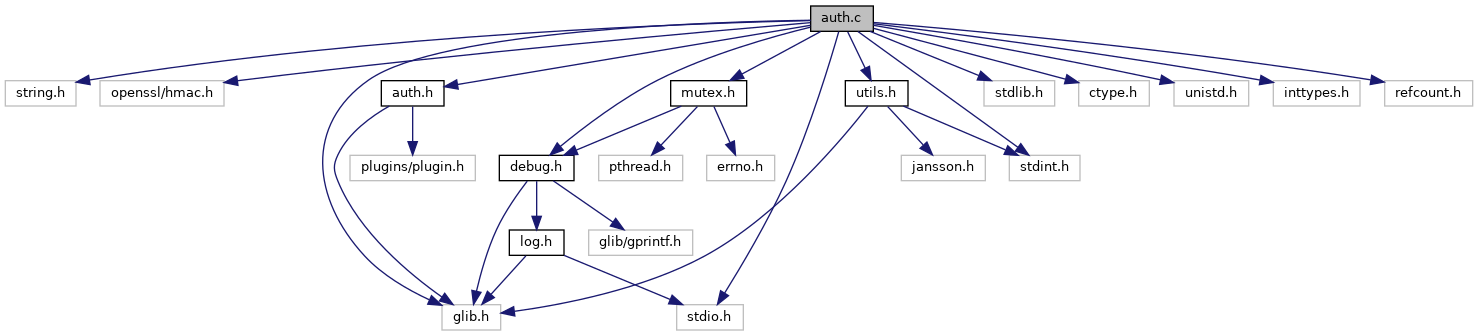 auth.c
string.h
openssl/hmac.h
auth.h
mutex.h
utils.h
stdlib.h
ctype.h
unistd.h
inttypes.h
refcount.h
plugins/plugin.h
debug.h
pthread.h
errno.h
jansson.h
stdint.h
log.h
glib/gprintf.h
glib.h
stdio.h